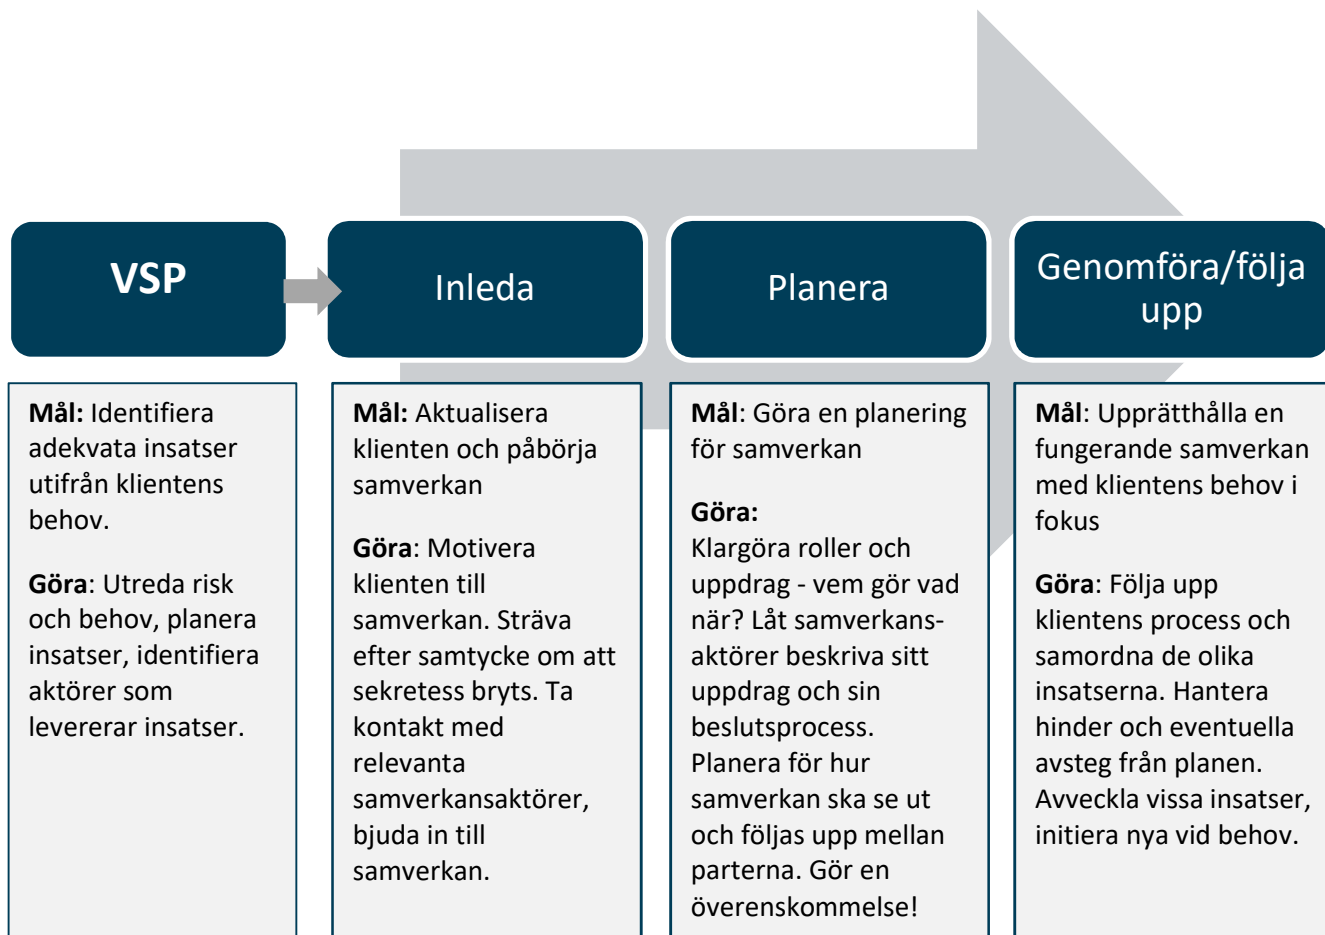 VSP
Inleda
Planera
Genomföra/följa
upp
Mål: Identifiera
adekvata insatser
utifrån klientens
behov.
Göra: Utreda risk
och behov, planera
insatser, identifiera
aktörer som
levererar insatser.
Mål: Aktualisera
klienten och påbörja
samverkan
Göra: Motivera
klienten till
samverkan. Sträva
efter samtycke om att
sekretess bryts. Ta
kontakt med
relevanta
samverkansaktörer,
bjuda in till
samverkan.
Mål: Göra en planering
för samverkan
Göra:
Klargöra roller och
uppdrag - vem gör vad
när? Låt samverkans-
aktörer beskriva sitt
uppdrag och sin
beslutsprocess.
Planera för hur
samverkan ska se ut
och följas upp mellan
parterna. Gör en
överenskommelse!
Mål: Upprätthålla en
fungerande samverkan
med klientens behov i
fokus
Göra: Följa upp
klientens process och
samordna de olika
insatserna. Hantera
hinder och eventuella
avsteg från planen.
Avveckla vissa insatser,
initiera nya vid behov.